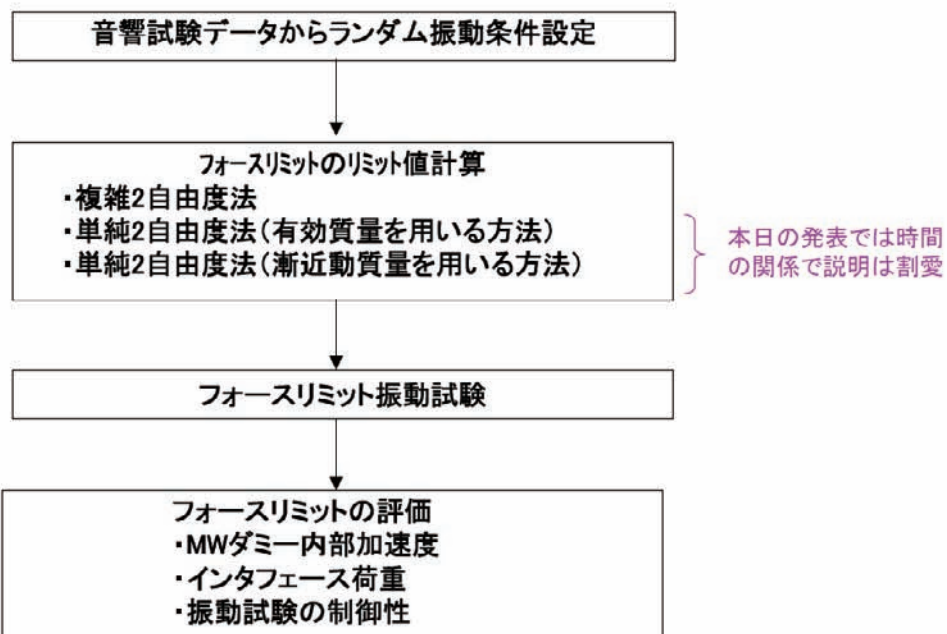 音響試験データからランダム振動条件設定
フォースリミットのリミット値計算
・複雑2自由度法
・単純2自由度法(有効質量を用いる方法)
・単純2自由度法(漸近動質量を用いる方法)
本日の発表では時間
の関係で説明は割愛
フォースリミット振動試験
フォースリミットの評価
・MWダミー内部加速度
・インタフェース荷重
・振動試験の制御性